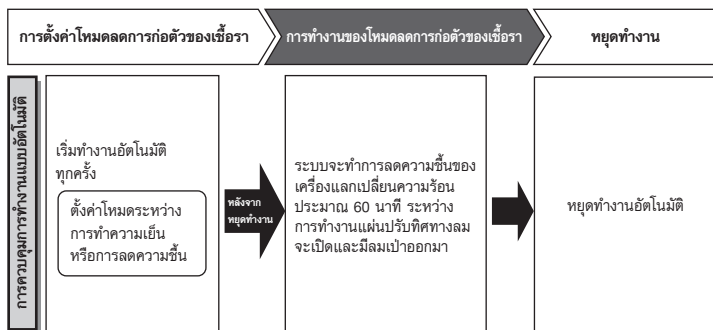 การตั้งค่าโหมดลดการก่อตัวของเชื้อรา
การทำงานของโหมดลดการก่อตัวของเชื้อรา
หยุดทำงาน
การควบคุมการทำงานแบบอัตโนมัติ
เริ่มทำงานอัตโนมัติ
ทุกครั้ง
ตั้งค่าโหมดระหว่าง
การทำความเย็น
หรือการลดความชื้น
หลังจาก
หยุดทำงาน
ระบบจะทำการลดความชื้นของ
เครื่องแลกเปลี่ยนความร้อน
ประมาณ 60 นาที ระหว่าง
การทำงานแผ่นปรับทิศทางลม
จะเปิดและมีลมเป่าออกมา
หยุดทำงานอัตโนมัติ